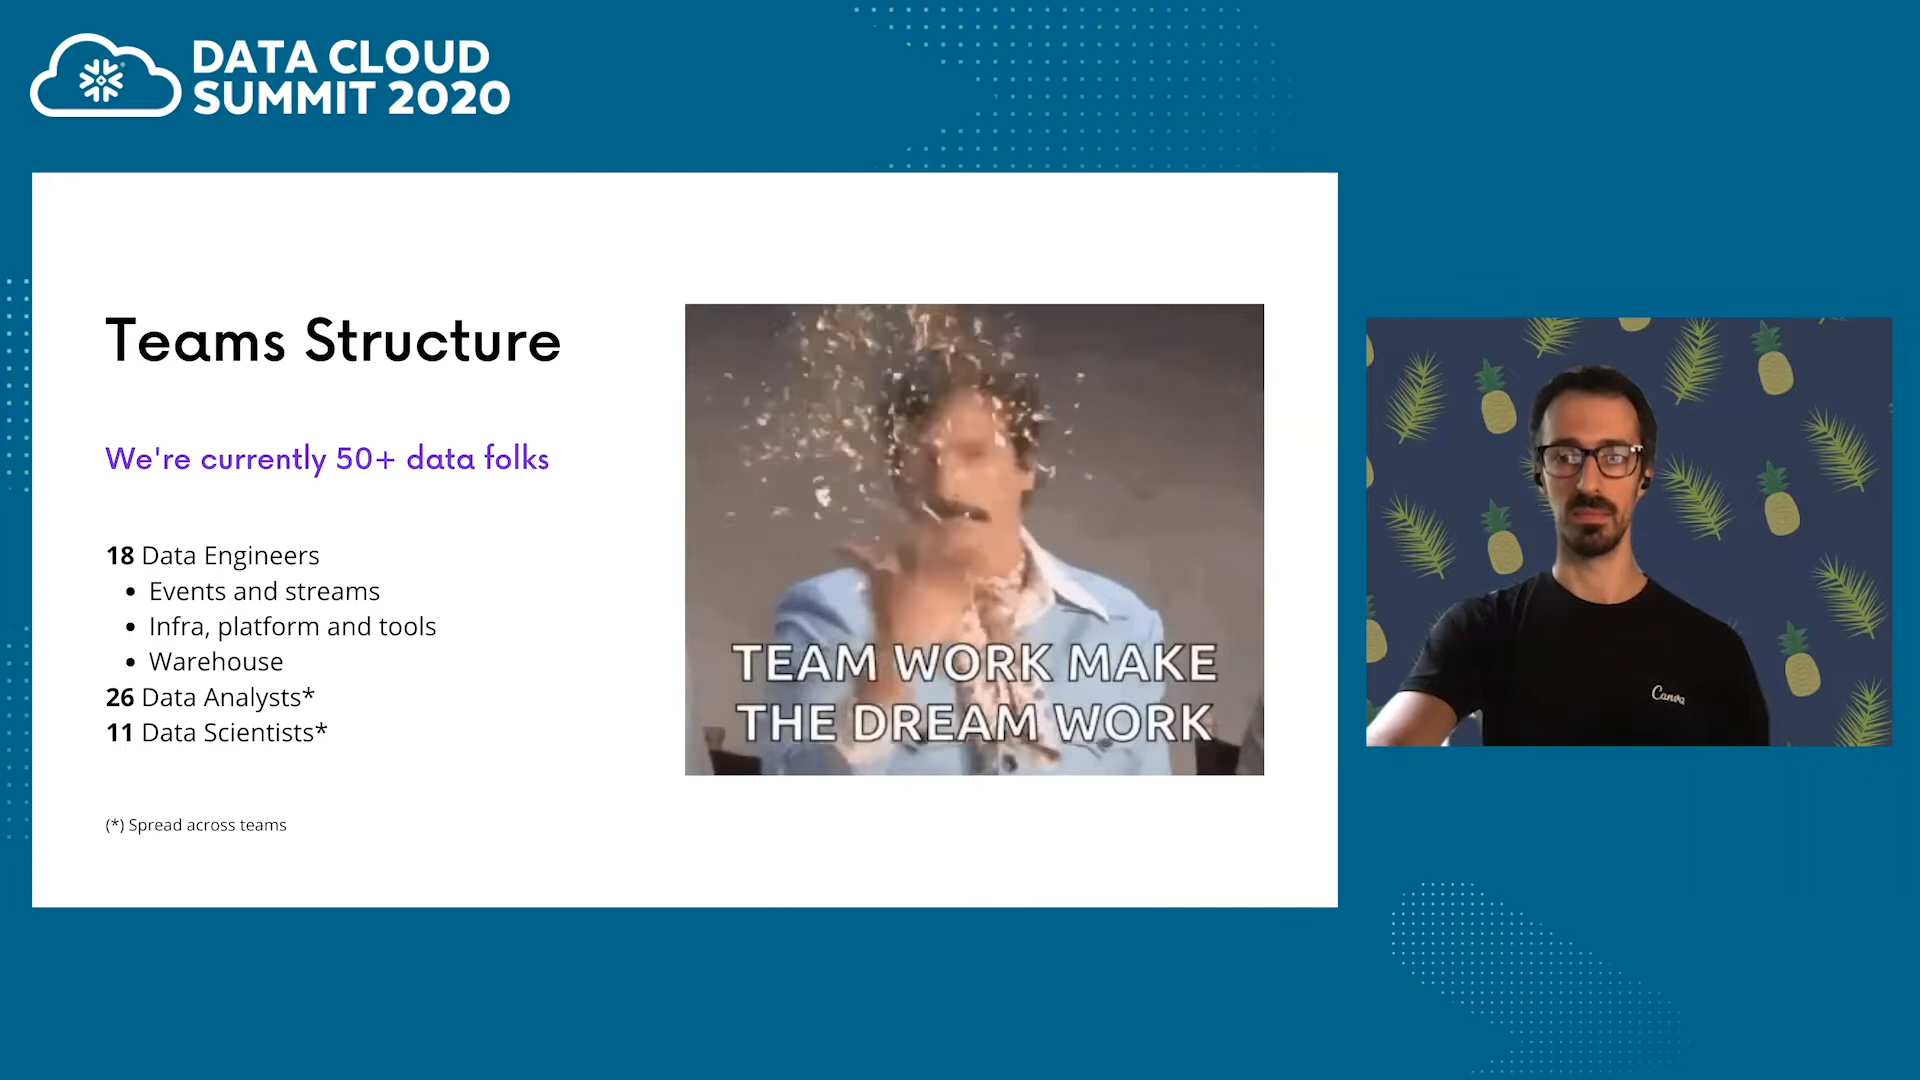 DATA CLOUD
SUMMIT 2020
Teams Structure
We're currently 50+ data folks
18 Data Engineers
• Events and streams
• Infra, platform and tools
• Warehouse
26 Data Analysts*
11 Data Scientists*
(*) Spread across teams
TEAM WORK MAKE
THE DREAM WORK
Canva